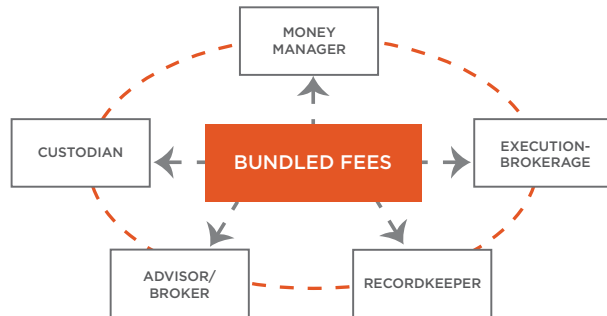 MONEY
MANAGER
CUSTODIAN
BUNDLED FEES
EXECUTION-
BROKERAGE
ADVISOR/
BROKER
RECORDKEEPER